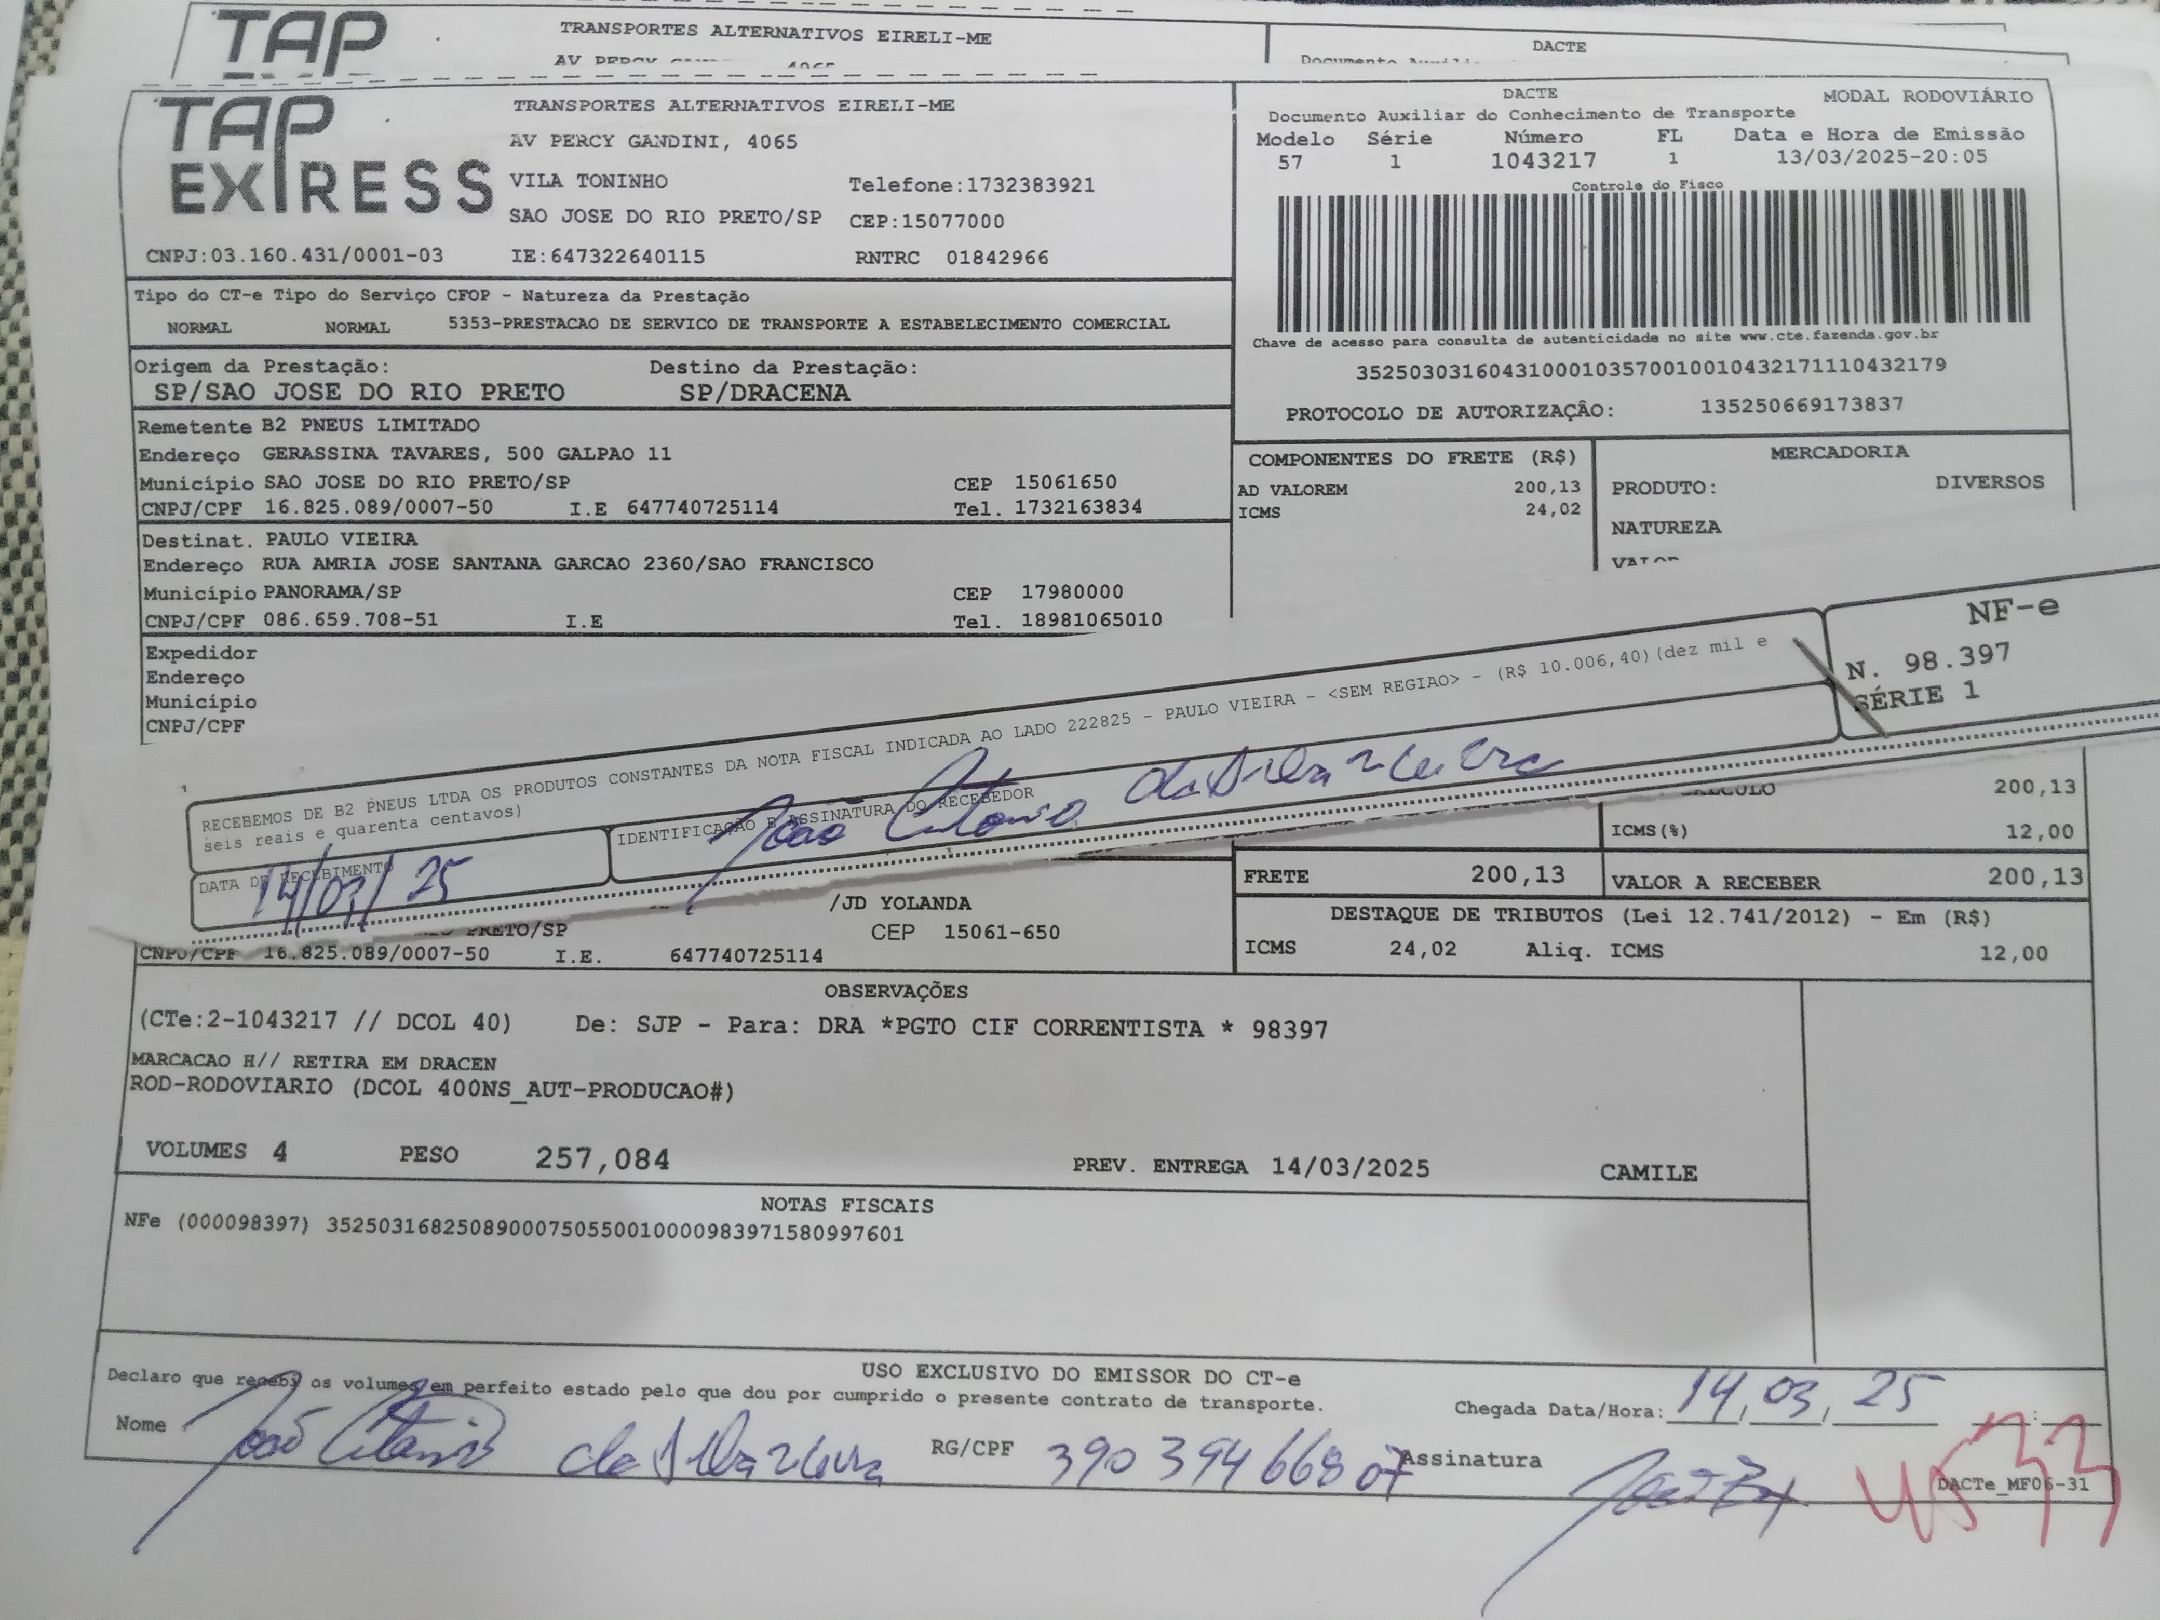 TAP
TRANSPORTES ALTERNATIVOS EIRELI-ME
DACTE
TAP EXPRESS
TRANSPORTES ALTERNATIVOS EIRELI-ME
AV PERCY GANDINI, 4065
VILA TONINHO Telefone:1732383921
SAO JOSE DO RIO PRETO/SP CEP:15077000
CNPJ:03.160.431/0001-03 IE:647322640115 RNTRC 01842966
DACTE MODAL RODOVIÁRIO
Documento Auxiliar do Conhecimento de Transporte
Modelo Série Número FL Data e Hora de Emissão
57 1 1043217 1 13/03/2025-20:05
Controle do Fisco
Chave de acesso para consulta de autenticidade no site www.cte.fazenda.gov.br
35250303160431000103570010010432171110432179
PROTOCOLO DE AUTORIZAÇÃO: 135250669173837
Tipo do CT-e Tipo do Serviço CFOP - Natureza da Prestação
NORMAL NORMAL 5353-PRESTACAO DE SERVICO DE TRANSPORTE A ESTABELECIMENTO COMERCIAL
Origem da Prestação: Destino da Prestação:
SP/SAO JOSE DO RIO PRETO SP/DRACENA
Remetente B2 PNEUS LIMITADO
Endereço GERASSINA TAVARES, 500 GALPAO 11
Município SAO JOSE DO RIO PRETO/SP CEP 15061650
CNPJ/CPF 16.825.089/0007-50 I.E 647740725114 Tel. 1732163834
COMPONENTES DO FRETE (R$)
AD VALOREM 200,13
ICMS 24,02
MERCADORIA
PRODUTO: DIVERSOS
NATUREZA
Destinat. PAULO VIEIRA
Endereço RUA AMRIA JOSE SANTANA GARCAO 2360/SAO FRANCISCO
Município PANORAMA/SP CEP 17980000
CNPJ/CPF 086.659.708-51 I.E Tel. 18981065010
Expedidor
Endereço
Município
CNPJ/CPF
RECEBEMOS DE B2 PNEUS LTDA OS PRODUTOS CONSTANTES DA NOTA FISCAL INDICADA AO LADO 222825 - PAULO VIEIRA - <SEM REGIAO> - (R$ 10.006,40)(dez mil e
seis reais e quarenta centavos)
NF-e
N. 98.397
SÉRIE 1
DATA DE RECEBIMENTO
14/03/25
IDENTIFICAÇÃO E ASSINATURA DO RECEBEDOR
João Antonio da Silva Vieira
200,13
ICMS(%) 12,00
FRETE 200,13 VALOR A RECEBER 200,13
DESTAQUE DE TRIBUTOS (Lei 12.741/2012) - Em (R$)
ICMS 24,02 Aliq. ICMS 12,00
/JD YOLANDA
PRETO/SP CEP 15061-650
CNPJ/CPF 16.825.089/0007-50 I.E. 647740725114
OBSERVAÇÕES
(CTe:2-1043217 // DCOL 40) De: SJP - Para: DRA *PGTO CIF CORRENTISTA * 98397
MARCACAO H// RETIRA EM DRACEN
ROD-RODOVIARIO (DCOL 400NS_AUT-PRODUCAO#)
VOLUMES 4 PESO 257,084 PREV. ENTREGA 14/03/2025 CAMILE
NOTAS FISCAIS
NFe (000098397) 35250316825089000750550010000983971580997601
USO EXCLUSIVO DO EMISSOR DO CT-e
Declaro que recebi os volumes em perfeito estado pelo que dou por cumprido o presente contrato de transporte.
Chegada Data/Hora: 14, 03, 25
Nome João Antonio da Silva Vieira RG/CPF 390 394 668 07 Assinatura
DACTe_MF06-31